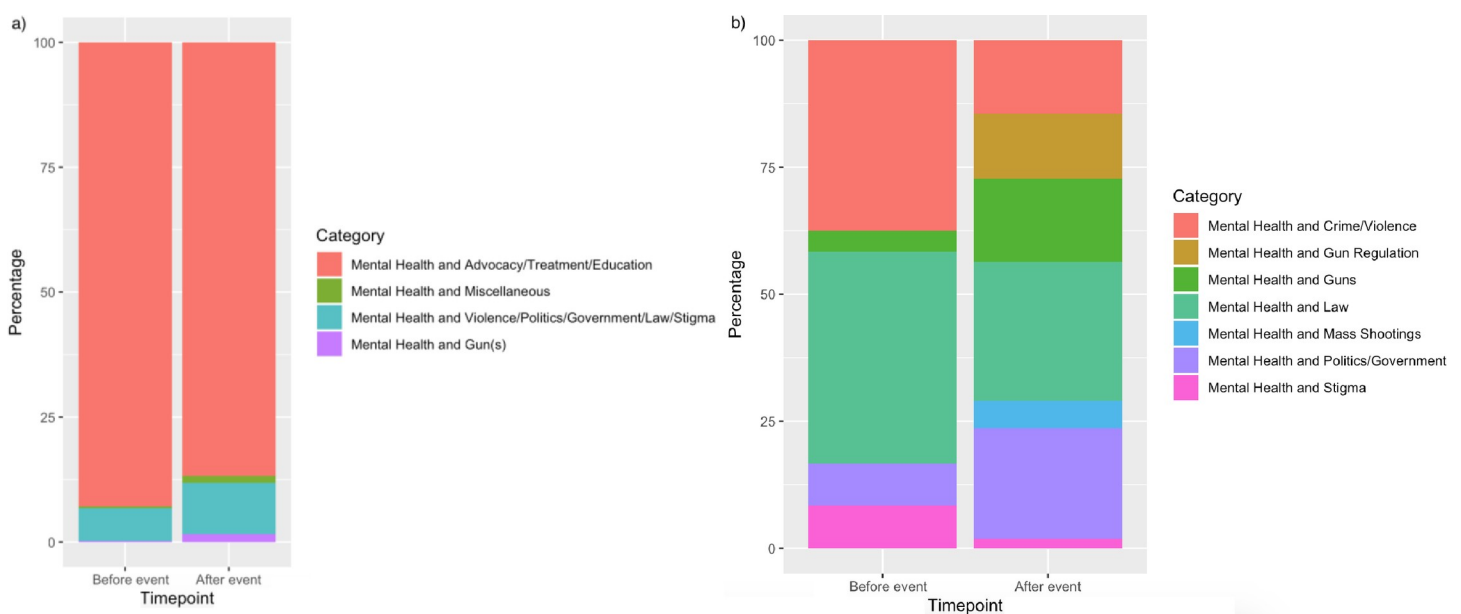 a)
100
75
50
25
0
Percentage
Before event
After event
Timepoint
Category
Mental Health and Advocacy/Treatment/Education
Mental Health and Miscellaneous
Mental Health and Violence/Politics/Government/Law/Stigma
Mental Health and Gun(s)
b)
100
75
50
25
0
Percentage
Before event
After event
Timepoint
Category
Mental Health and Crime/Violence
Mental Health and Gun Regulation
Mental Health and Guns
Mental Health and Law
Mental Health and Mass Shootings
Mental Health and Politics/Government
Mental Health and Stigma